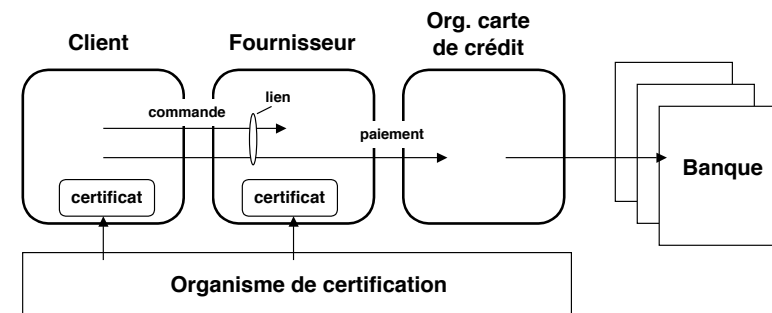 Client
Fournisseur
Org. carte
de crédit
lien
commande
paiement
Banque
certificat
certificat
Organisme de certification